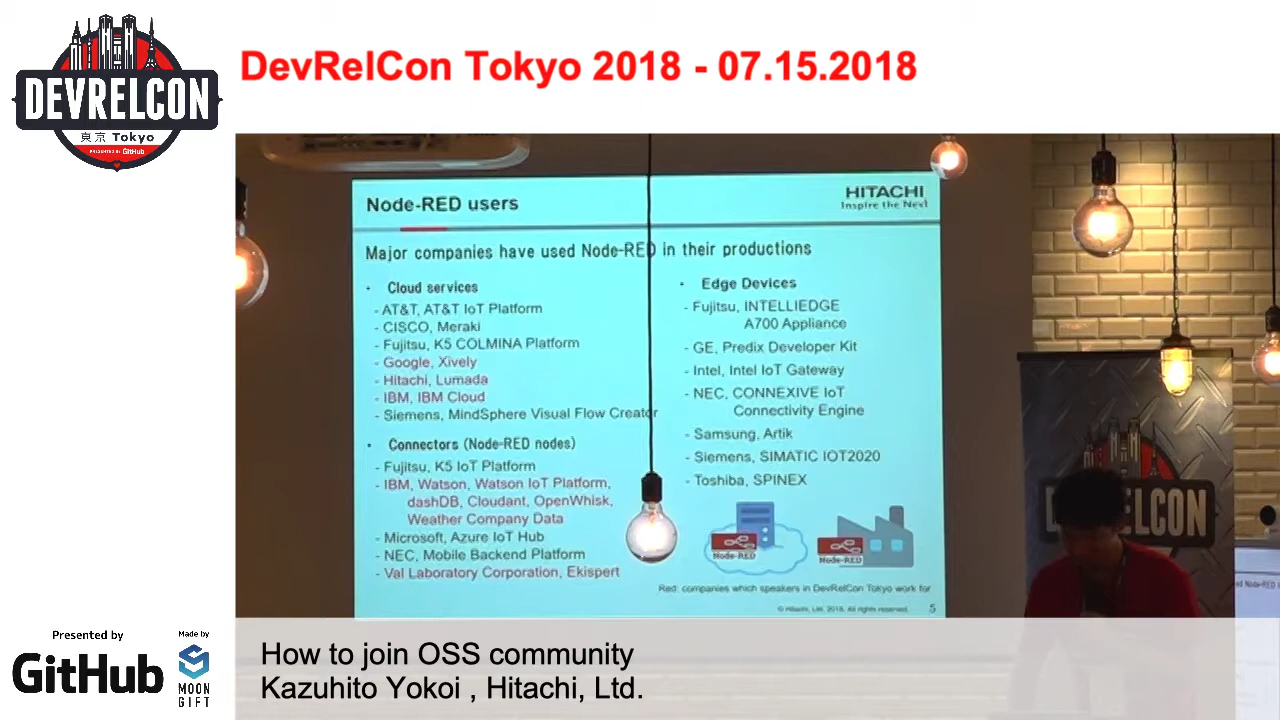 DEVRELCON
東京 Tokyo
PRESENTED BY GitHub
DevRelCon Tokyo 2018 - 07.15.2018
Node-RED users
HITACHI
Inspire the Next
Major companies have used Node-RED in their productions
・ Cloud services
- AT&T, AT&T IoT Platform
- CISCO, Meraki
- Fujitsu, K5 COLMINA Platform
- Google, Xively
- Hitachi, Lumada
- IBM, IBM Cloud
- Siemens, MindSphere Visual Flow Creator
・ Connectors (Node-RED nodes)
- Fujitsu, K5 IoT Platform
- IBM, Watson, Watson IoT Platform,
dashDB, Cloudant, OpenWhisk,
Weather Company Data
- Microsoft, Azure IoT Hub
- NEC, Mobile Backend Platform
- Val Laboratory Corporation, Ekispert
・ Edge Devices
- Fujitsu, INTELLIEDGE
A700 Appliance
- GE, Predix Developer Kit
- Intel, Intel IoT Gateway
- NEC, CONNEXIVE IoT
Connectivity Engine
- Samsung, Artik
- Siemens, SIMATIC IOT2020
- Toshiba, SPINEX
Node-RED
Node-RED
Red: companies which speakers in DevRelCon Tokyo work for
© Hitachi, Ltd. 2018. All rights reserved.
5
DEVRELCON
Presented by
GitHub
Made by
MOON
GIFT
How to join OSS community
Kazuhito Yokoi , Hitachi, Ltd.